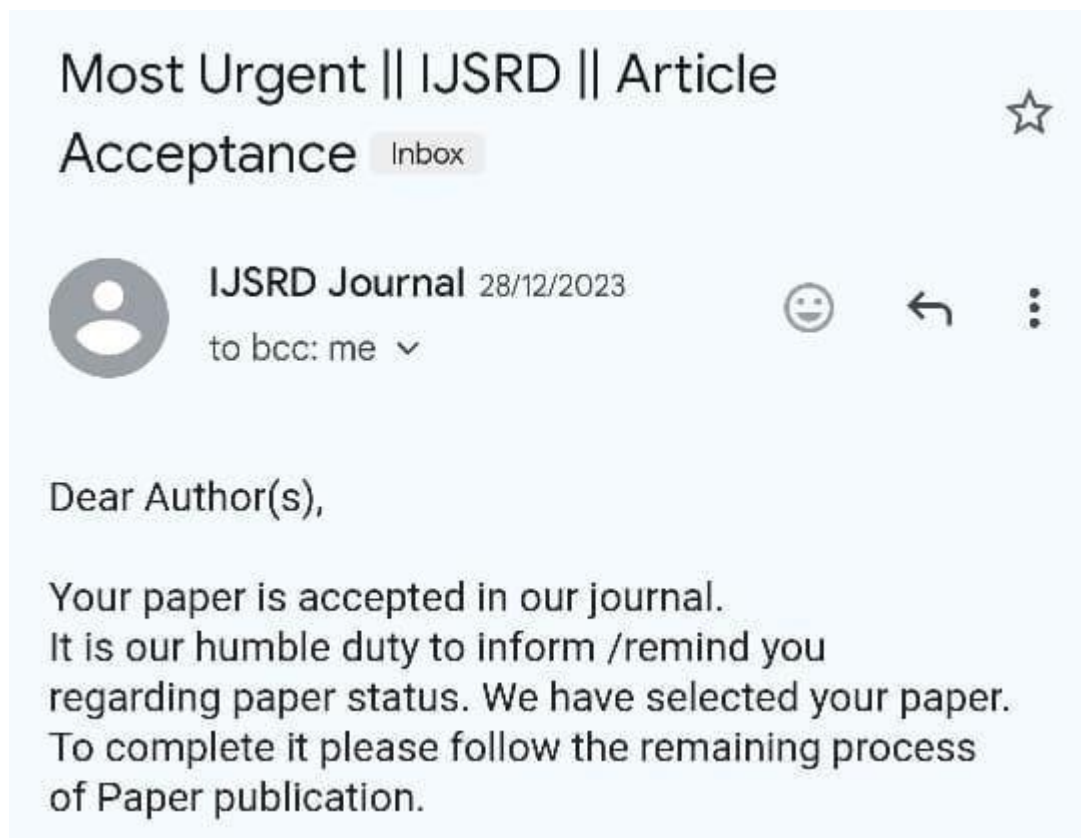 Most Urgent || IJSRD || Article
Acceptance Inbox
IJSRD Journal 28/12/2023
to bcc: me
Dear Author(s),
Your paper is accepted in our journal.
It is our humble duty to inform /remind you
regarding paper status. We have selected your paper.
To complete it please follow the remaining process
of Paper publication.